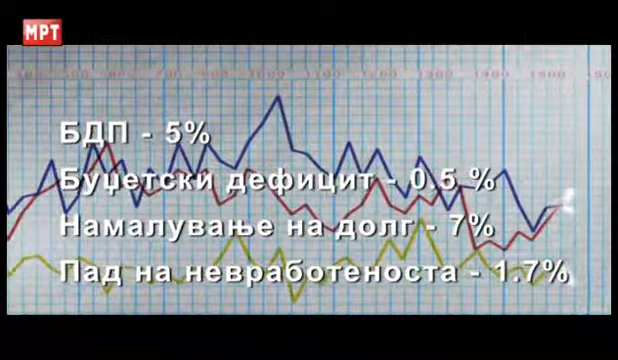 МРТ
БДП - 5%
Буџетски дефицит - 0.5 %
Намалување на долг - 7%
Пад на невработеноста - 1.7%